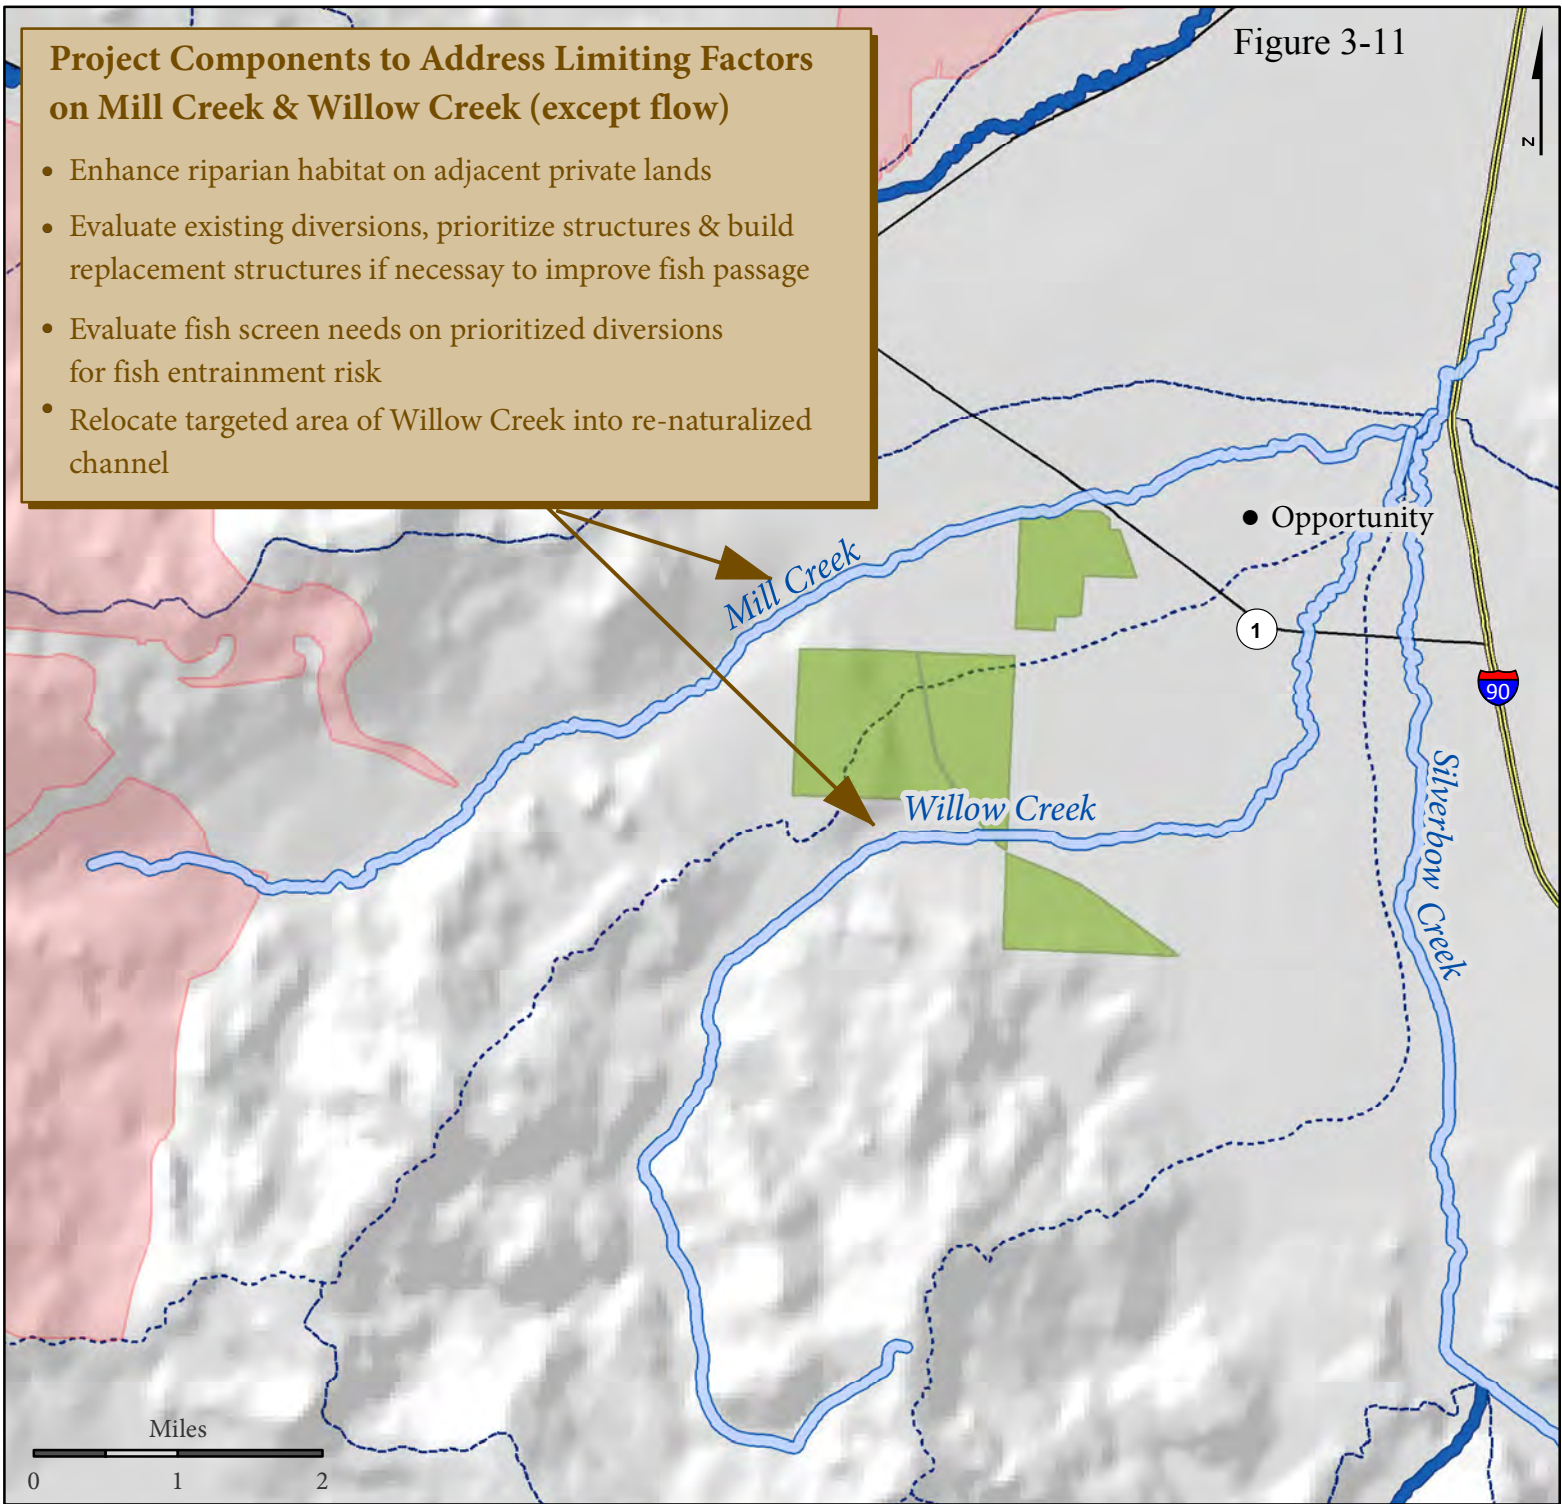 Figure 3-11
Project Components to Address Limiting Factors
on Mill Creek & Willow Creek (except flow)
• Enhance riparian habitat on adjacent private lands
• Evaluate existing diversions, prioritize structures & build
replacement structures if necessay to improve fish passage
• Evaluate fish screen needs on prioritized diversions
for fish entrainment risk
• Relocate targeted area of Willow Creek into re-naturalized
channel
N
Opportunity
Mill Creek
1
90
Willow Creek
Silverbow Creek
Miles
0 1 2